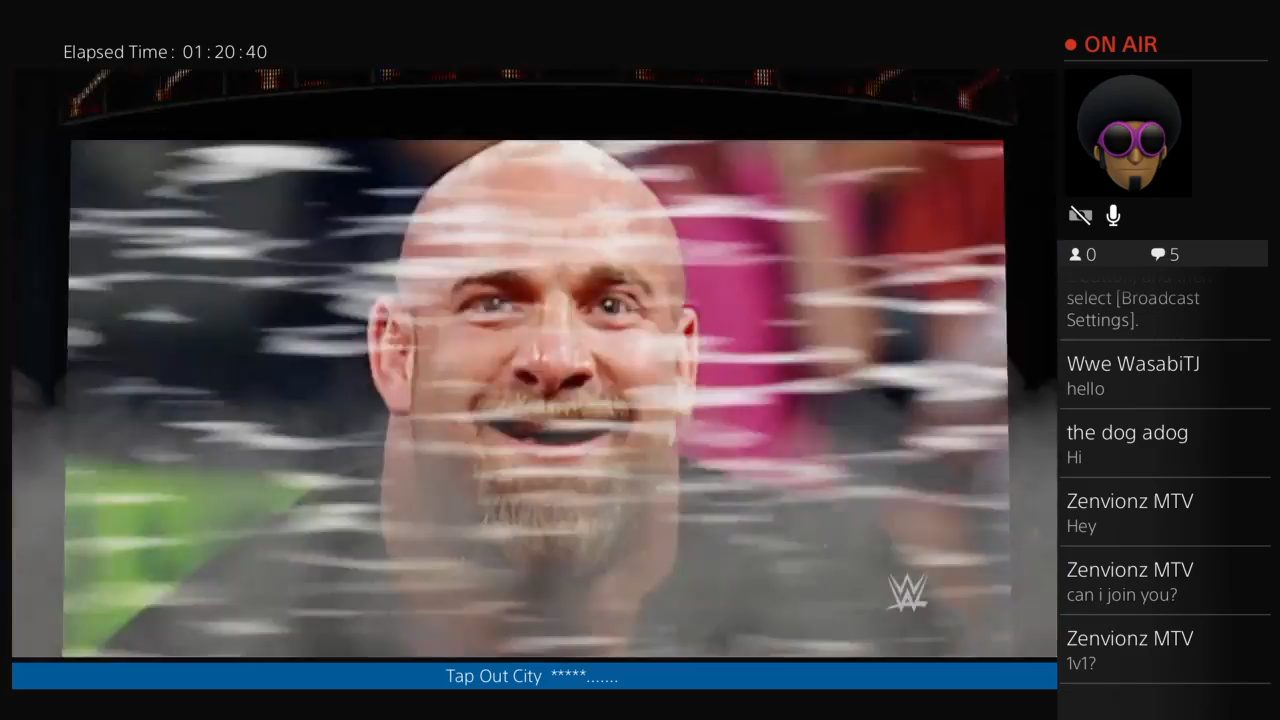 Elapsed Time: 01:20:40
ON AIR
0 5
select [Broadcast
Settings].
Wwe WasabiTJ
hello
the dog adog
Hi
Zenvionz MTV
Hey
Zenvionz MTV
can i join you?
Zenvionz MTV
1v1?
Tap Out City *****.......